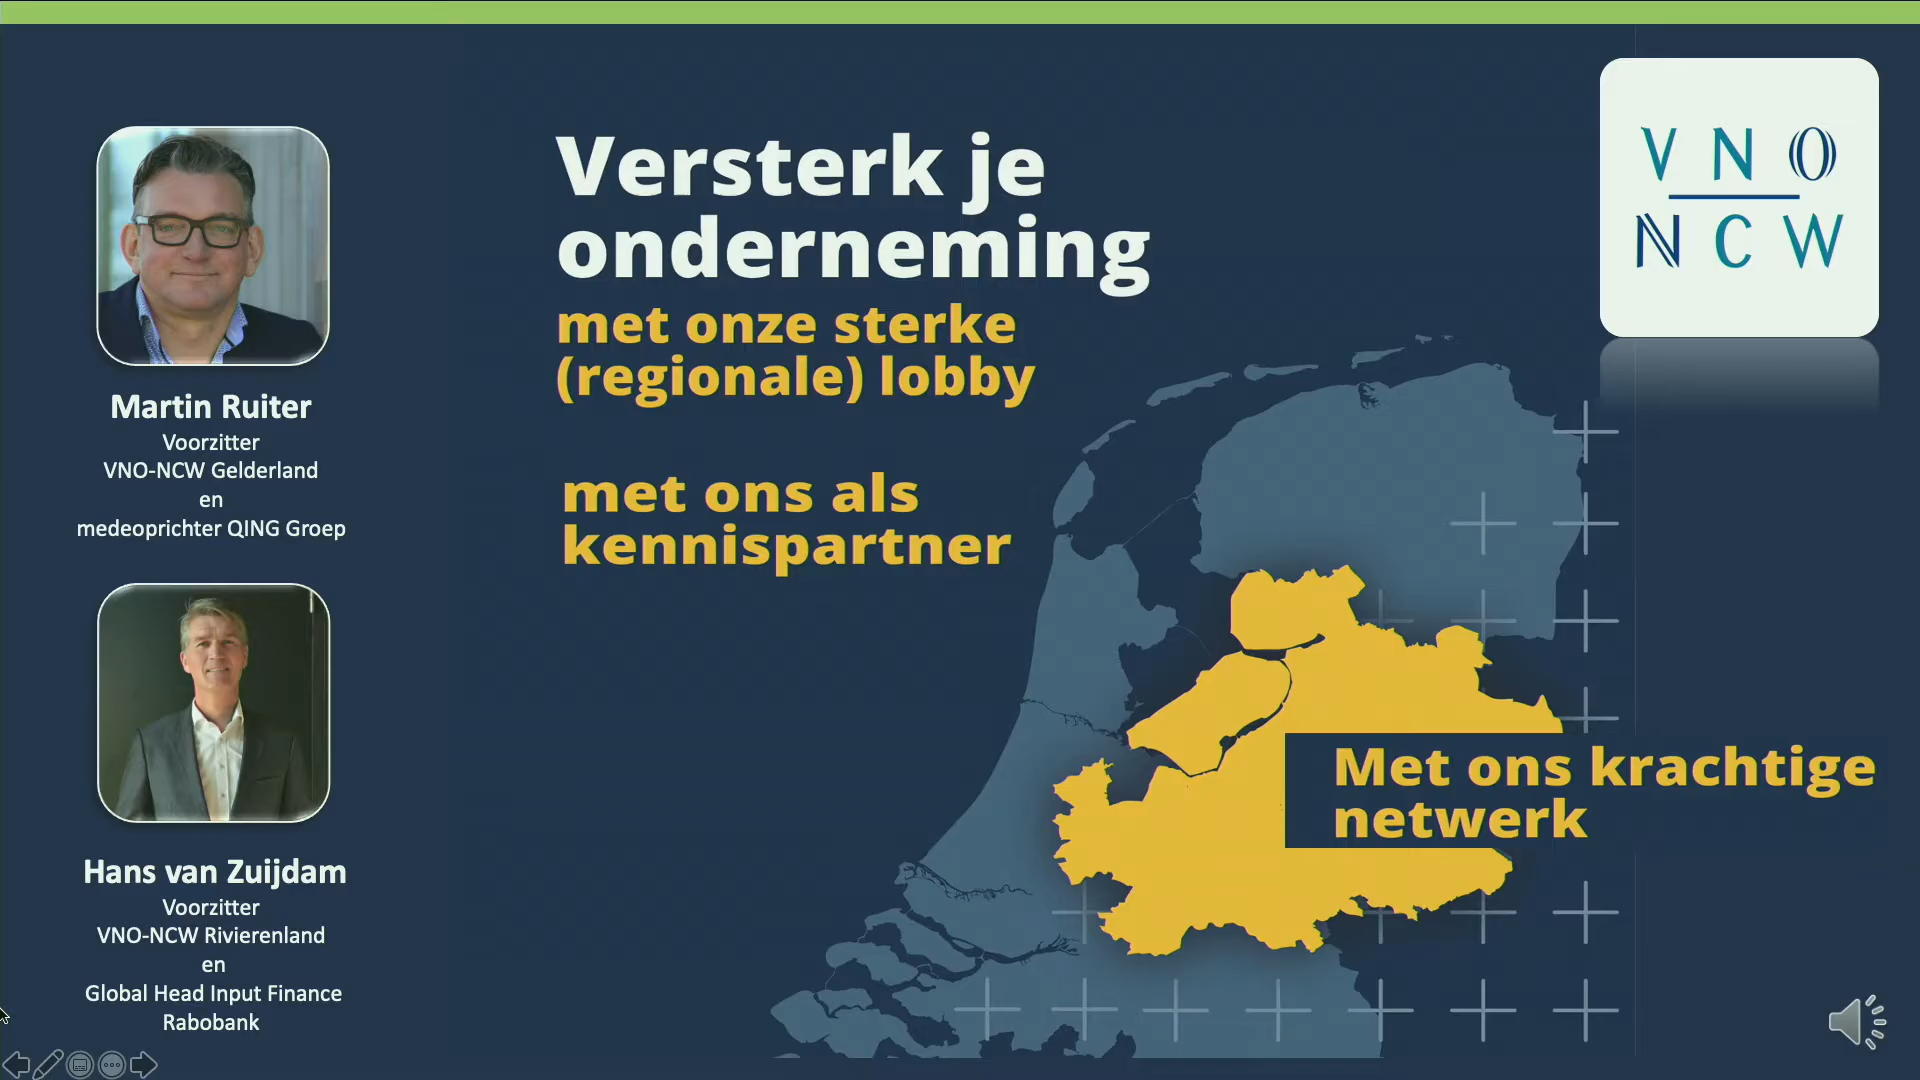 Martin Ruiter
Voorzitter
VNO-NCW Gelderland
en
medeoprichter QING Groep
Hans van Zuijdam
Voorzitter
VNO-NCW Rivierenland
en
Global Head Input Finance
Rabobank
Versterk je
onderneming
met onze sterke
(regionale) lobby
met ons als
kennispartner
Met ons krachtige
netwerk
VNO
NCW